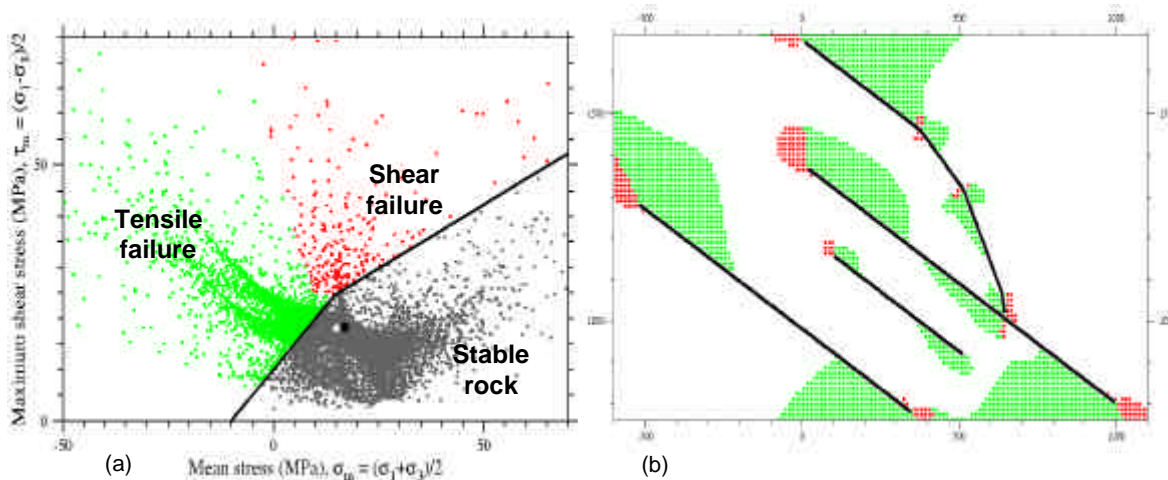 Maximum shear stress (MPa), τm = (σ1-σ3)/2
50
0
Tensile
failure
Shear
failure
Stable
rock
-50
0
50
(a)
Mean stress (MPa), σm = (σ1+σ3)/2
0
500
1000
0
500
1000
(b)